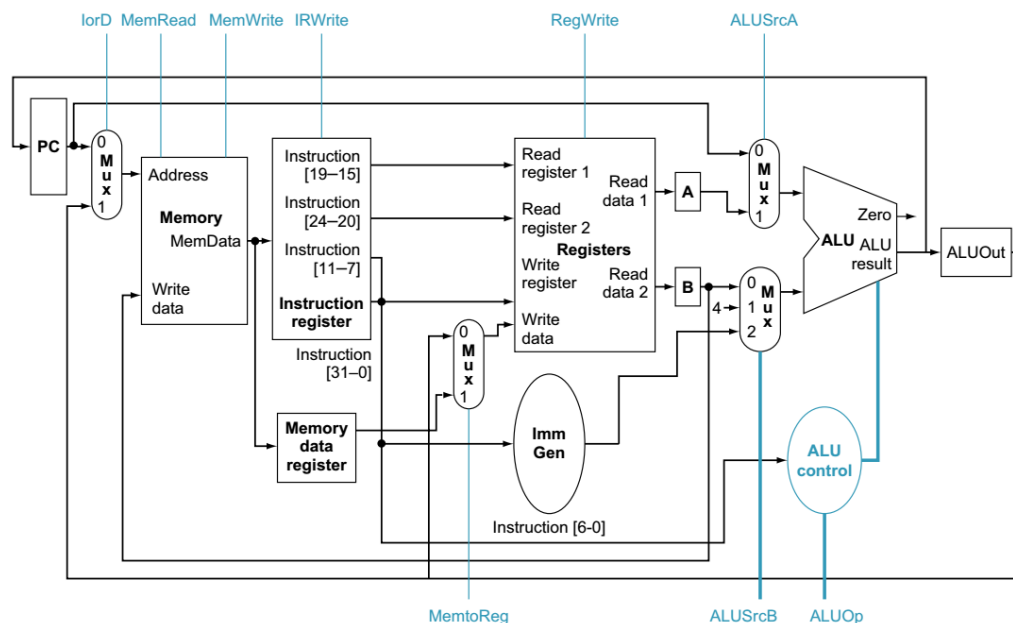 IorD MemRead MemWrite IRWrite RegWrite ALUSrcA
PC
0
M
u
x
1
Address
Memory
MemData
Write
data
Instruction
[19–15]
Instruction
[24–20]
Instruction
[11–7]
Instruction
register
Instruction
[31–0]
Memory
data
register
0
M
u
x
1
Read
register 1
Read
register 2
Registers
Write
register
Write
data
Read
data 1
Read
data 2
A
B
Imm
Gen
Instruction [6-0]
0
M
u
x
1
0
4 1
2
M
u
x
Zero
ALU
ALU
result
ALUOut
ALU
control
MemtoReg ALUSrcB ALUOp